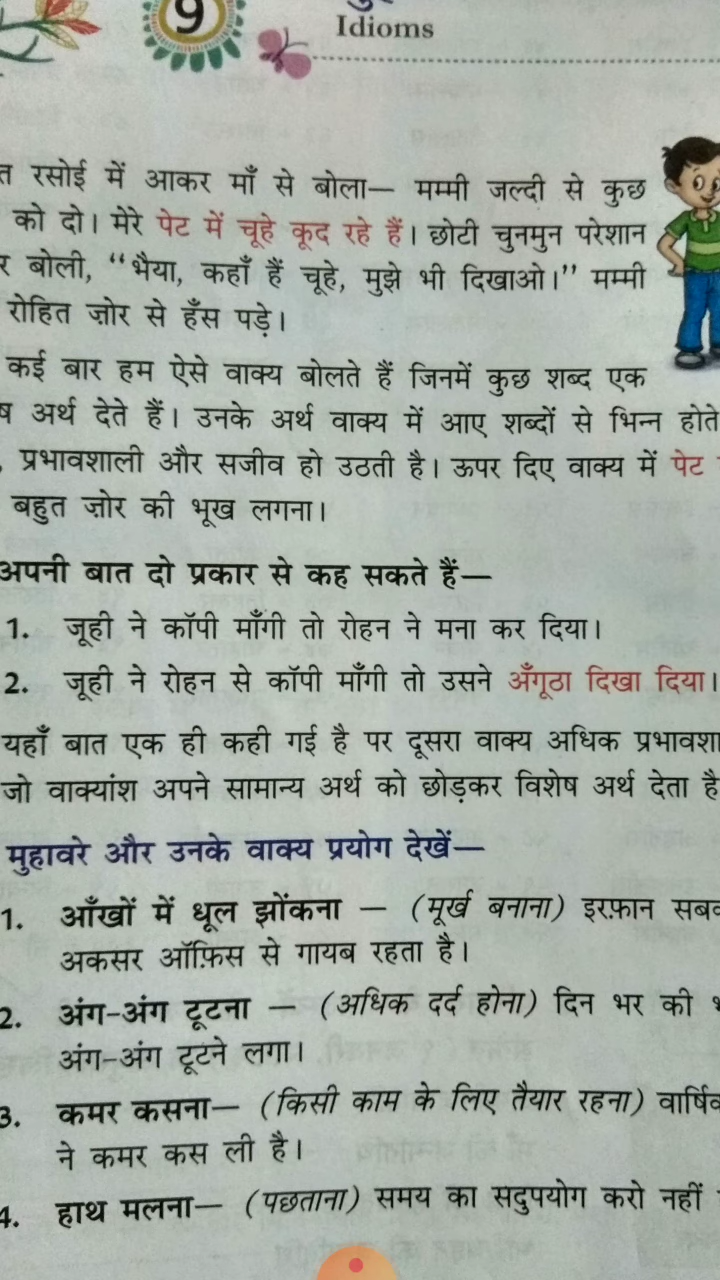 9
Idioms
रसोई में आकर माँ से बोला— मम्मी जल्दी से कुछ
को दो। मेरे पेट में चूहे कूद रहे हैं। छोटी चुनमुन परेशान
बोली, “भैया, कहाँ हैं चूहे, मुझे भी दिखाओ।” मम्मी
रोहित ज़ोर से हँस पड़े।
कई बार हम ऐसे वाक्य बोलते हैं जिनमें कुछ शब्द एक
अर्थ देते हैं। उनके अर्थ वाक्य में आए शब्दों से भिन्न होते
प्रभावशाली और सजीव हो उठती है। ऊपर दिए वाक्य में पेट
बहुत ज़ोर की भूख लगना।
अपनी बात दो प्रकार से कह सकते हैं—
1. जूही ने कॉपी माँगी तो रोहन ने मना कर दिया।
2. जूही ने रोहन से कॉपी माँगी तो उसने अँगूठा दिखा दिया।
यहाँ बात एक ही कही गई है पर दूसरा वाक्य अधिक
जो वाक्यांश अपने सामान्य अर्थ को छोड़कर विशेष अर्थ देता है
मुहावरे और उनके वाक्य प्रयोग देखें—
1. आँखों में धूल झोंकना — (मूर्ख बनाना) इरफ़ान
अकसर ऑफ़िस से गायब रहता है।
2. अंग-अंग टूटना — (अधिक दर्द होना) दिन भर की
अंग-अंग टूटने लगा।
3. कमर कसना— (किसी काम के लिए तैयार रहना)
ने कमर कस ली है।
4. हाथ मलना— (पछताना) समय का सदुपयोग करो नहीं